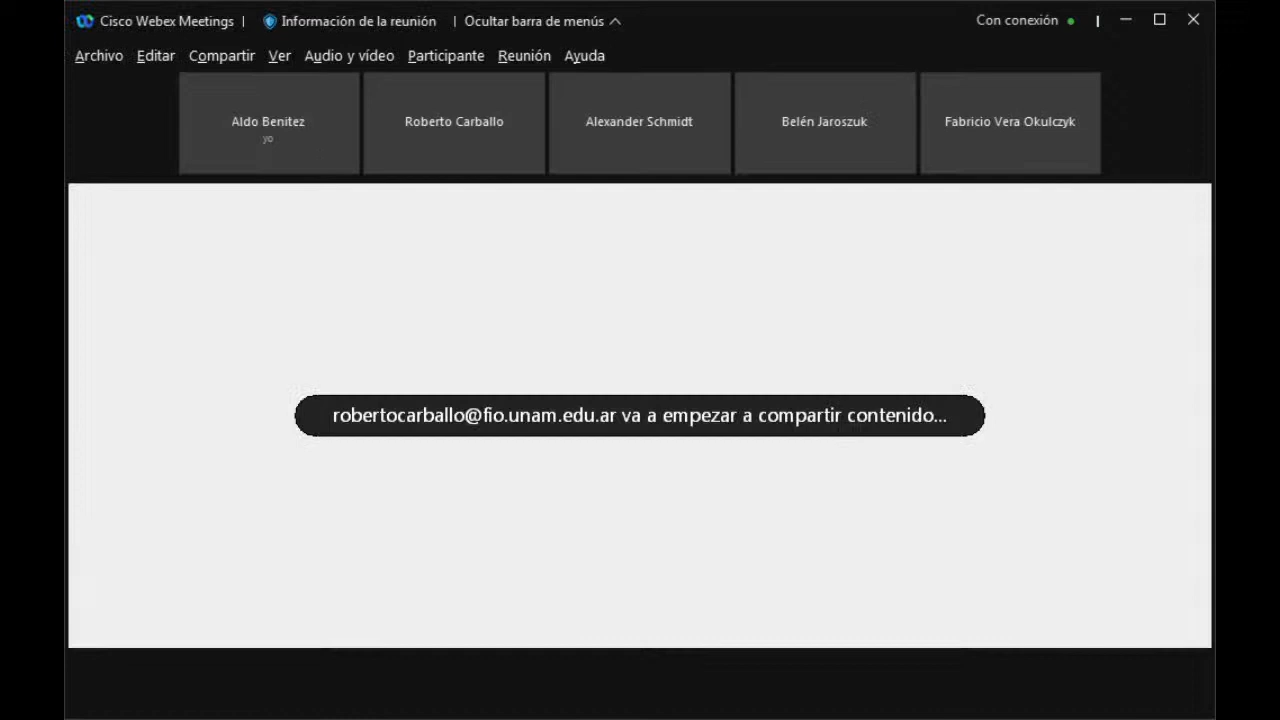 Cisco Webex Meetings | Información de la reunión | Ocultar barra de menús Con conexión
Archivo Editar Compartir Ver Audio y vídeo Participante Reunión Ayuda
Aldo Benitez Roberto Carballo Alexander Schmidt Belén Jaroszuk Fabricio Vera Okulczyk
yo
robertocarballo@fio.unam.edu.ar va a empezar a compartir contenido...